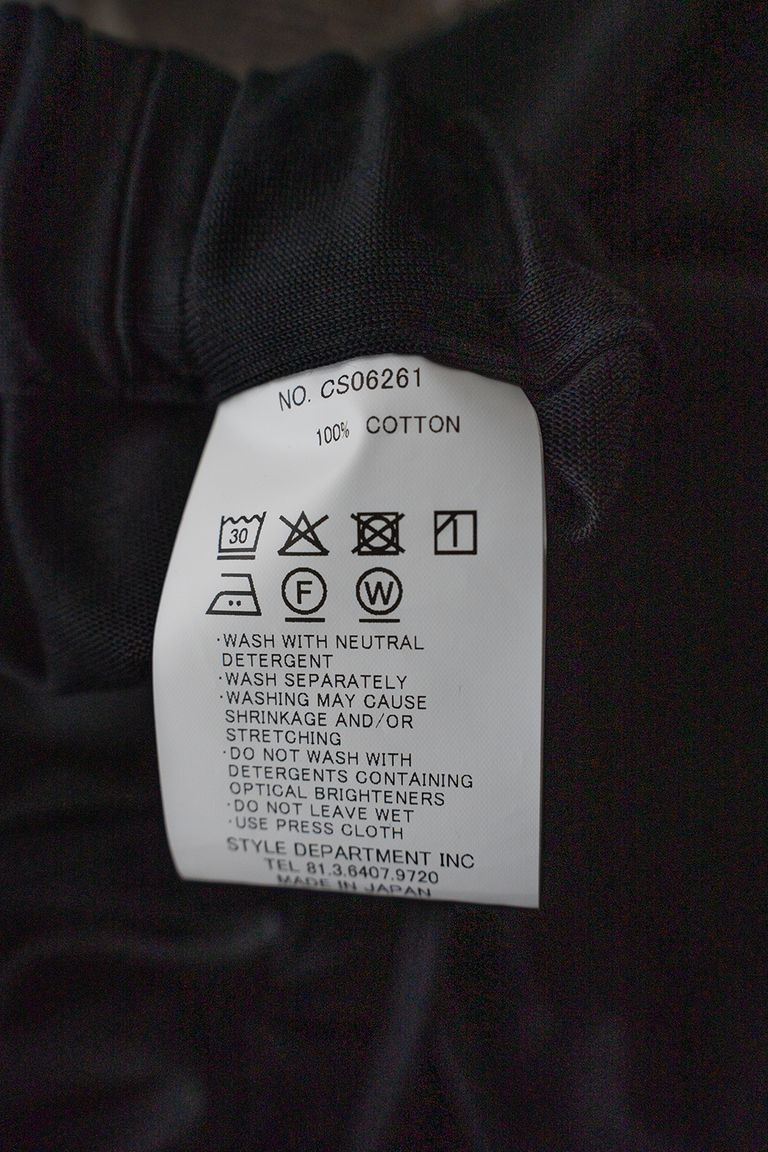 NO. CS06261
100% COTTON
30
F W
·WASH WITH NEUTRAL
DETERGENT
·WASH SEPARATELY
·WASHING MAY CAUSE
SHRINKAGE AND/OR
STRETCHING
·DO NOT WASH WITH
DETERGENTS CONTAINING
OPTICAL BRIGHTENERS
·DO NOT LEAVE WET
·USE PRESS CLOTH
STYLE DEPARTMENT INC
TEL 81.3.6407.9720
MADE IN JAPAN